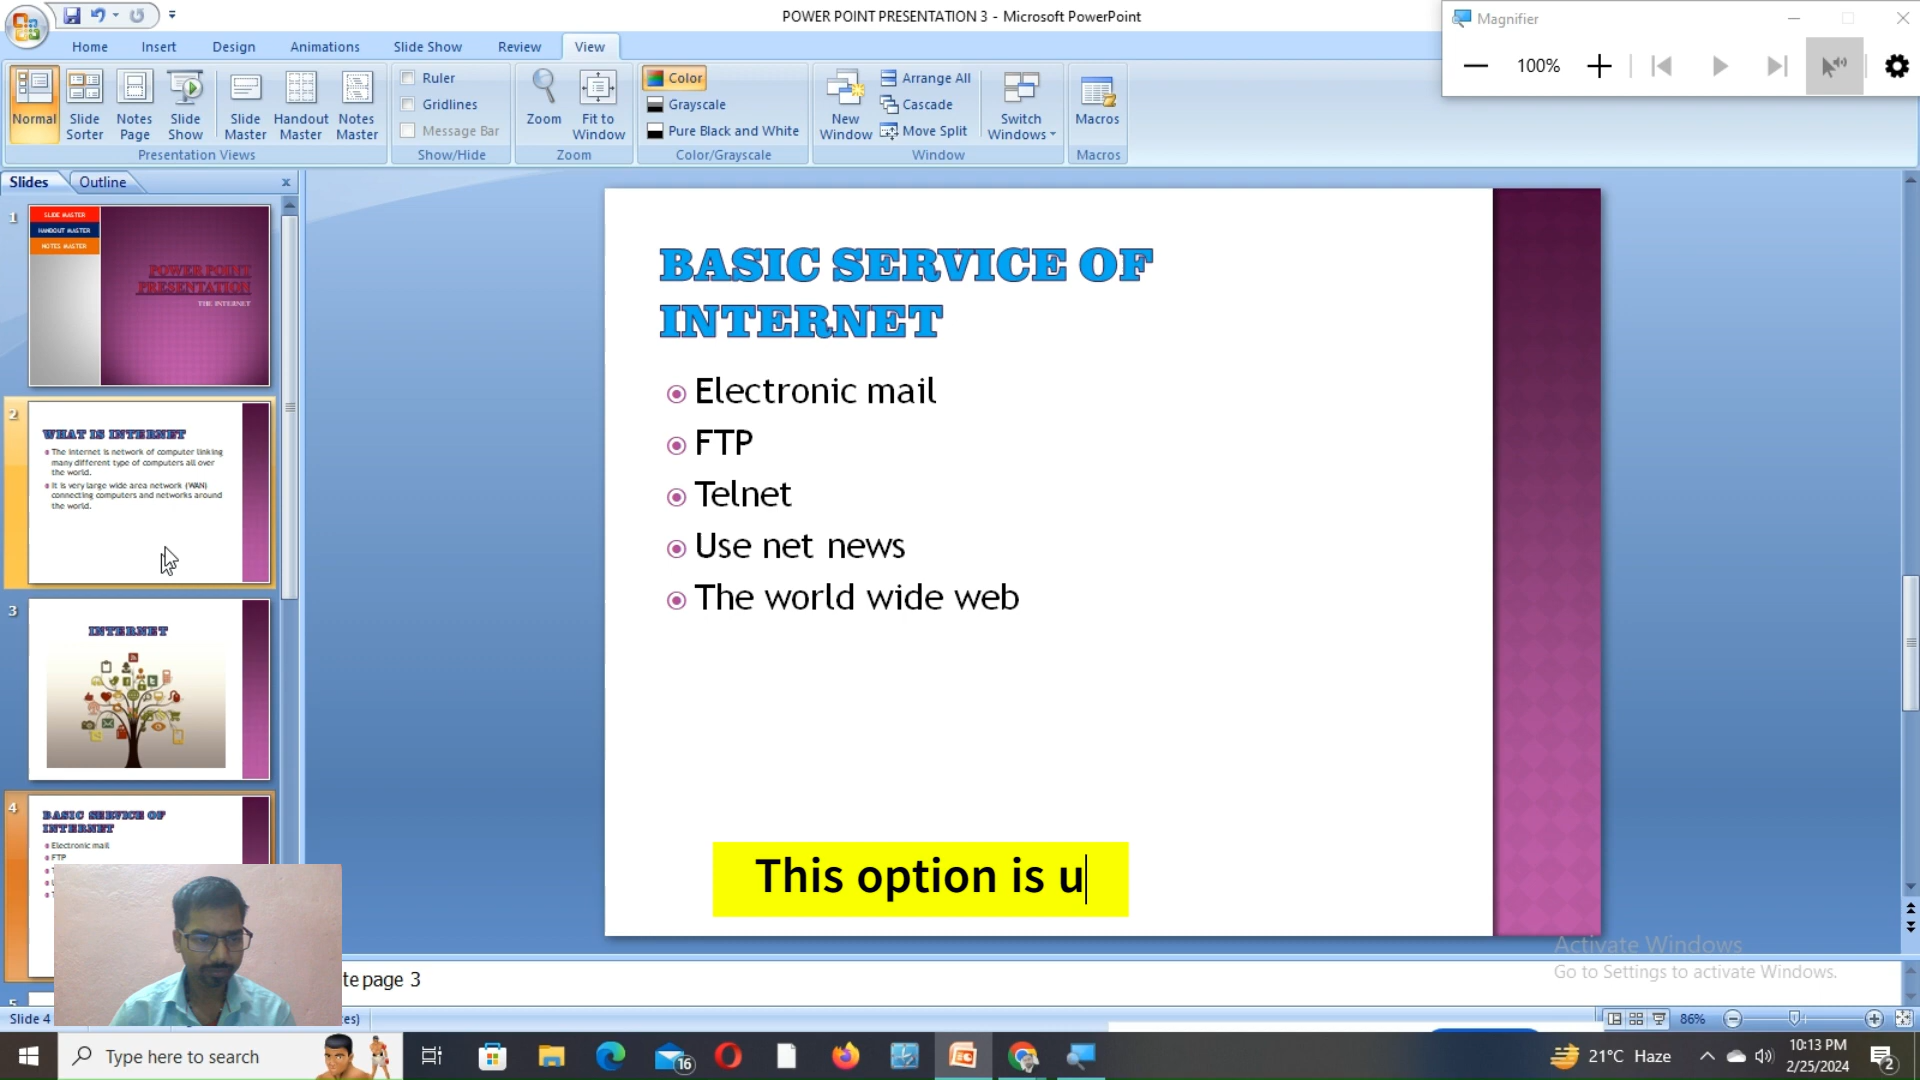 POWER POINT PRESENTATION 3 - Microsoft PowerPoint
Magnifier
100%
Home Insert Design Animations Slide Show Review View
Normal
Slide Sorter
Notes Page
Slide Show
Slide Master
Handout Master
Notes Master
Presentation Views
Ruler
Gridlines
Message Bar
Show/Hide
Zoom
Fit to Window
Zoom
Color
Grayscale
Pure Black and White
Color/Grayscale
New Window
Arrange All
Cascade
Move Split
Switch Windows
Window
Macros
Macros
Slides Outline x
1
SLIDE MASTER
HANDOUT MASTER
NOTES MASTER
POWER POINT
PRESENTATION
THE INTERNET
2
WHAT IS INTERNET
The internet is network of computer linking
many different type of computers all over
the world.
It is very large wide area network (WAN)
connecting computers and networks around
the world.
3
INTERNET
4
BASIC SERVICE OF
INTERNET
Electronic mail
FTP
5
BASIC SERVICE OF
INTERNET
Electronic mail
FTP
Telnet
Use net news
The world wide web
This option is u
te page 3
Activate Windows
Go to Settings to activate Windows.
Slide 4
es)
86%
Type here to search
16
21°C Haze
10:13 PM
2/25/2024
2